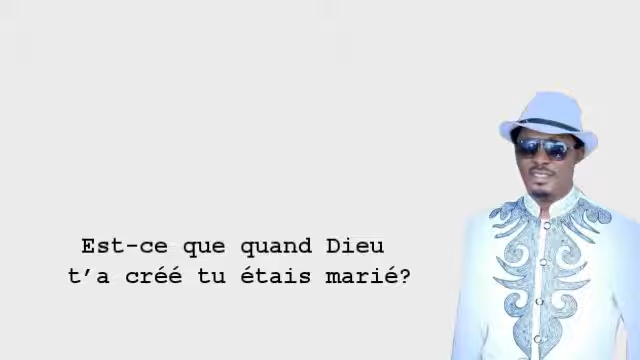 Est-ce que quand Dieu
t’a créé tu étais marié?